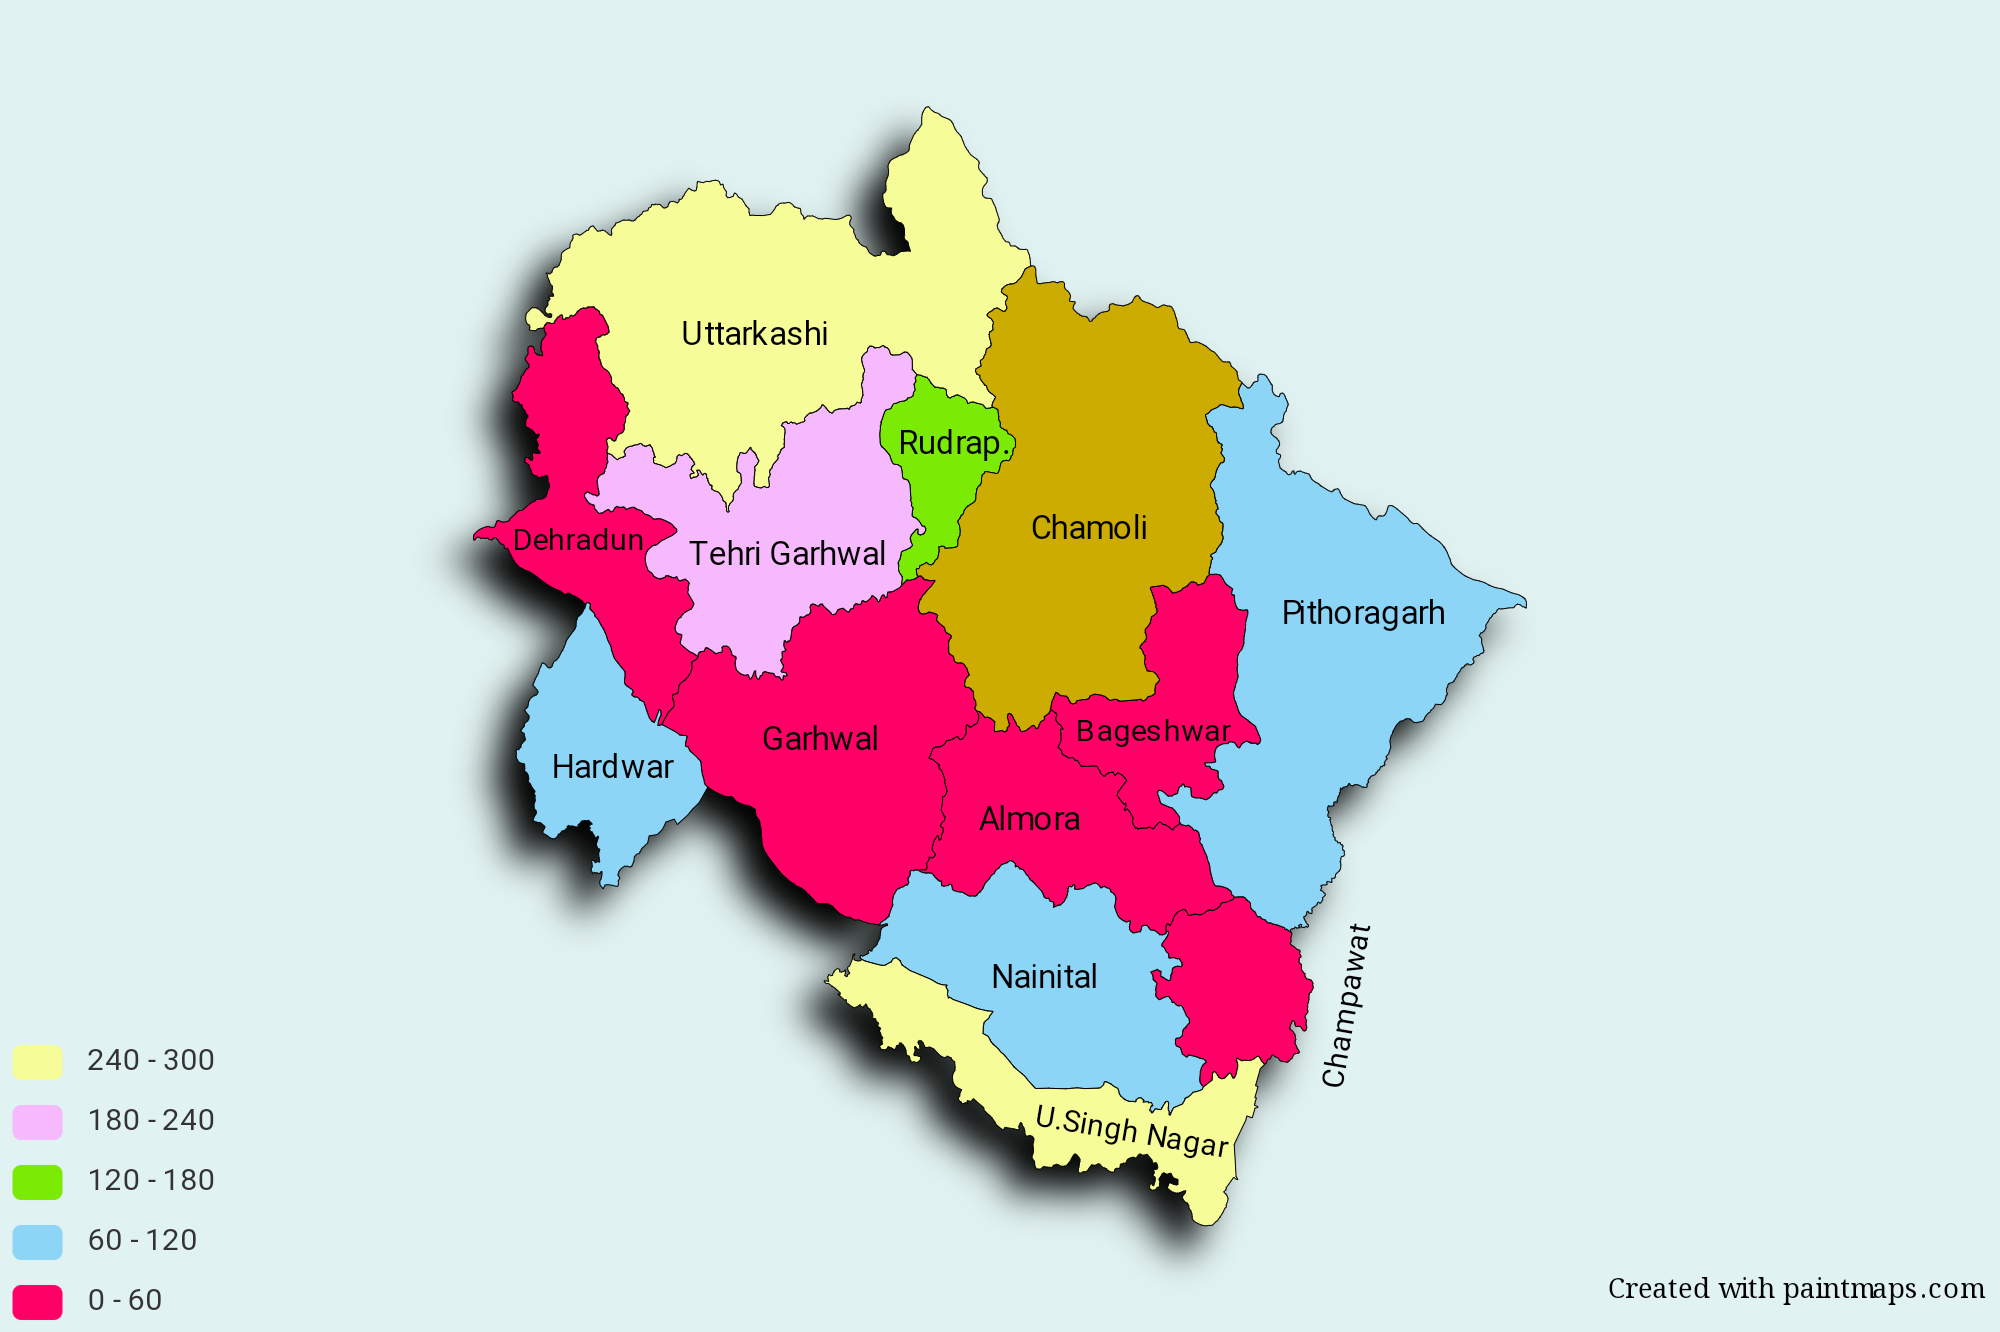 Uttarkashi
Rudrap.
Chamoli
Dehradun
Tehri Garhwal
Pithoragarh
Garhwal
Bageshwar
Hardwar
Almora
Nainital
Champawat
U.Singh Nagar
240 - 300
180 - 240
120 - 180
60 - 120
0 - 60
Created with paintmaps.com